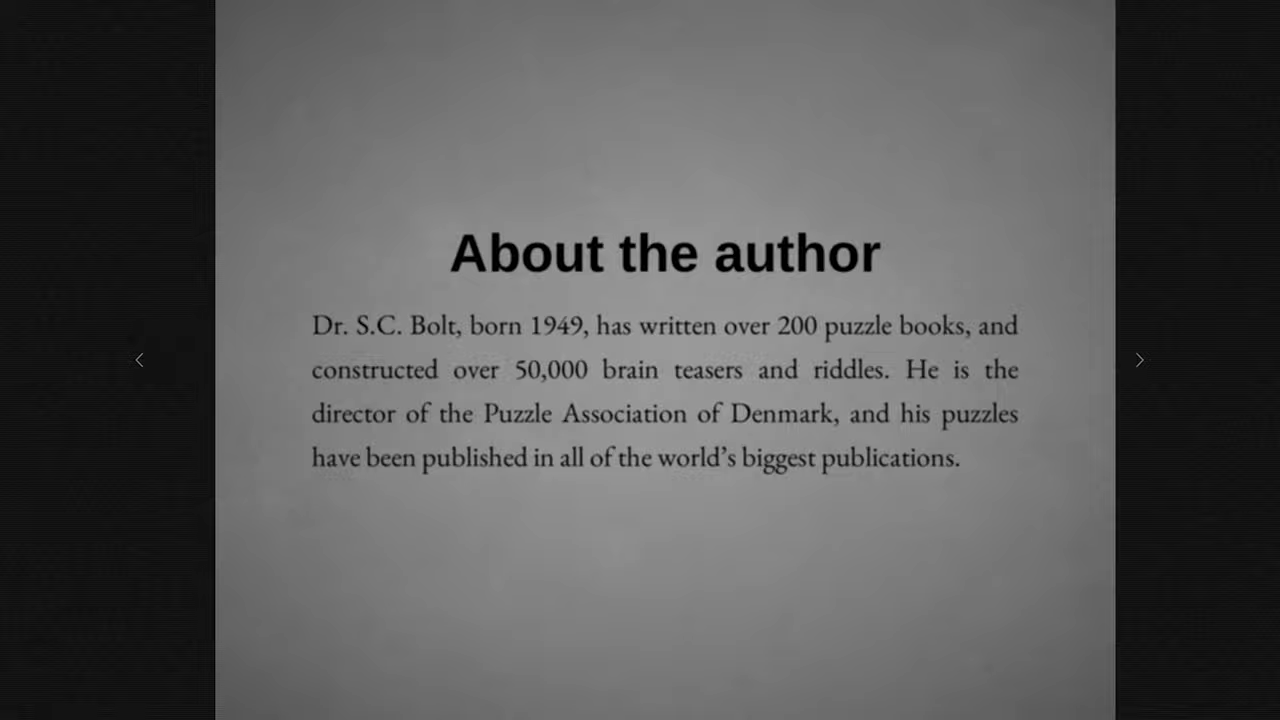 About the author
Dr. S.C. Bolt, born 1949, has written over 200 puzzle books, and
constructed over 50,000 brain teasers and riddles. He is the
director of the Puzzle Association of Denmark, and his puzzles
have been published in all of the world’s biggest publications.